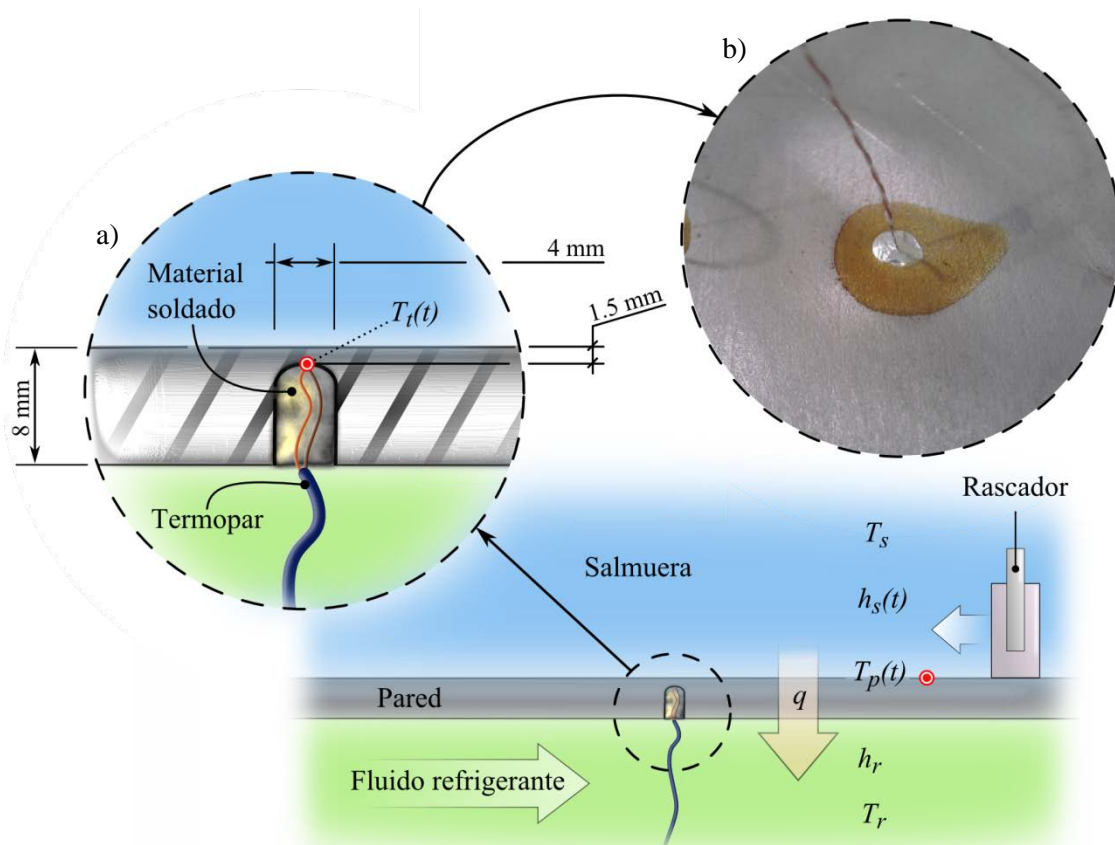 b)
a)
4 mm
Material
soldado
T_t(t)
1.5 mm
8 mm
Termopar
Rascador
T_s
Salmuera
h_s(t)
T_p(t)
Pared
q
h_r
Fluido refrigerante
T_r